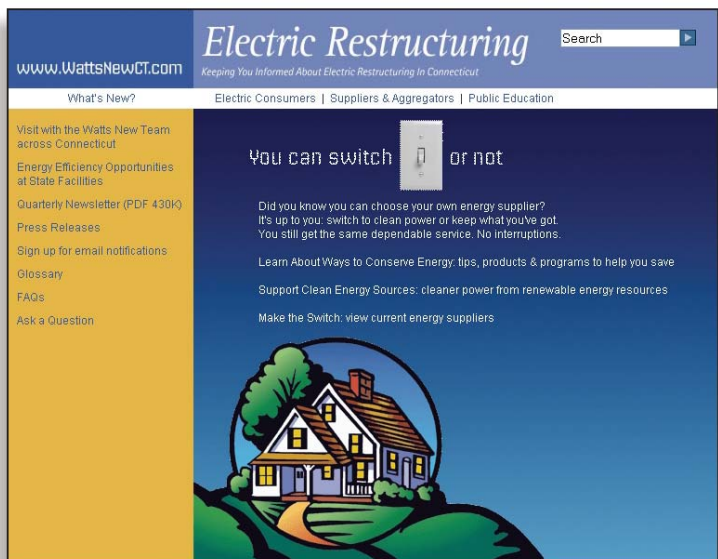 www.WattsNewCT.com
Electric Restructuring
Keeping You Informed About Electric Restructuring In Connecticut
Search
What's New?
Electric Consumers | Suppliers & Aggregators | Public Education
Visit with the Watts New Team
across Connecticut
Energy Efficiency Opportunities
at State Facilities
Quarterly Newsletter (PDF 430K)
Press Releases
Sign up for email notifications
Glossary
FAQs
Ask a Question
You can switch or not
Did you know you can choose your own energy supplier?
It's up to you: switch to clean power or keep what you've got.
You still get the same dependable service. No interruptions.
Learn About Ways to Conserve Energy: tips, products & programs to help you save
Support Clean Energy Sources: cleaner power from renewable energy resources
Make the Switch: view current energy suppliers